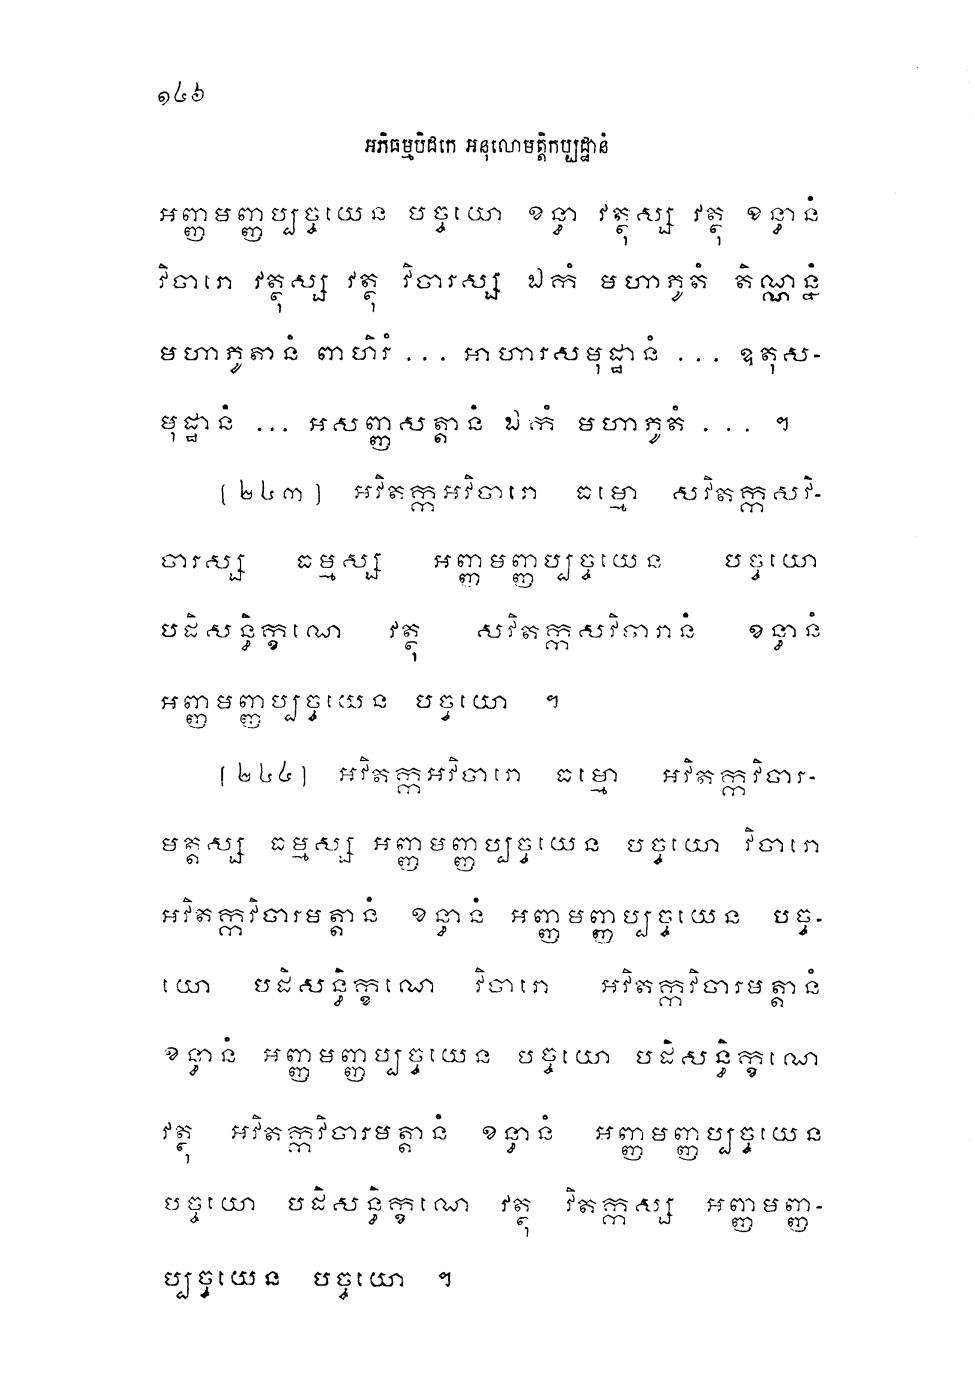 ១៤៦
អភិធម្មបិដកេ អនុលោមត្តិកប្បដ្ឋានំ
អញ្ញមញ្ញប្បច្ចយេន បច្ចយោ ខន្ធា វត្ថុស្ស វត្ថុ ខន្ធានំ
វិចារោ វត្ថុស្ស វត្ថុ វិចារស្ស ឯកំ មហាភូតំ តិណ្ណន្នំ
មហាភូតានំ ពាហិរំ ... អាហារសមុដ្ឋានំ ... ឧតុស-
មុដ្ឋានំ ... អសញ្ញសត្តានំ ឯកំ មហាភូតំ ... ។
(២៤៣) អវិតក្កអវិចារោ ធម្មោ សវិតក្កសវិ-
ចារស្ស ធម្មស្ស អញ្ញមញ្ញប្បច្ចយេន បច្ចយោ
បដិសន្ធិក្ខណេ វត្ថុ សវិតក្កសវិចារានំ ខន្ធានំ
អញ្ញមញ្ញប្បច្ចយេន បច្ចយោ ។
(២៤៤) អវិតក្កអវិចារោ ធម្មោ អវិតក្កវិចារ-
មត្តស្ស ធម្មស្ស អញ្ញមញ្ញប្បច្ចយេន បច្ចយោ វិចារោ
អវិតក្កវិចារមត្តានំ ខន្ធានំ អញ្ញមញ្ញប្បច្ចយេន បច្ច-
យោ បដិសន្ធិក្ខណេ វិចារោ អវិតក្កវិចារមត្តានំ
ខន្ធានំ អញ្ញមញ្ញប្បច្ចយេន បច្ចយោ បដិសន្ធិក្ខណេ
វត្ថុ អវិតក្កវិចារមត្តានំ ខន្ធានំ អញ្ញមញ្ញប្បច្ចយេន
បច្ចយោ បដិសន្ធិក្ខណេ វត្ថុ វិតក្កស្ស អញ្ញមញ្ញ-
ប្បច្ចយេន បច្ចយោ ។